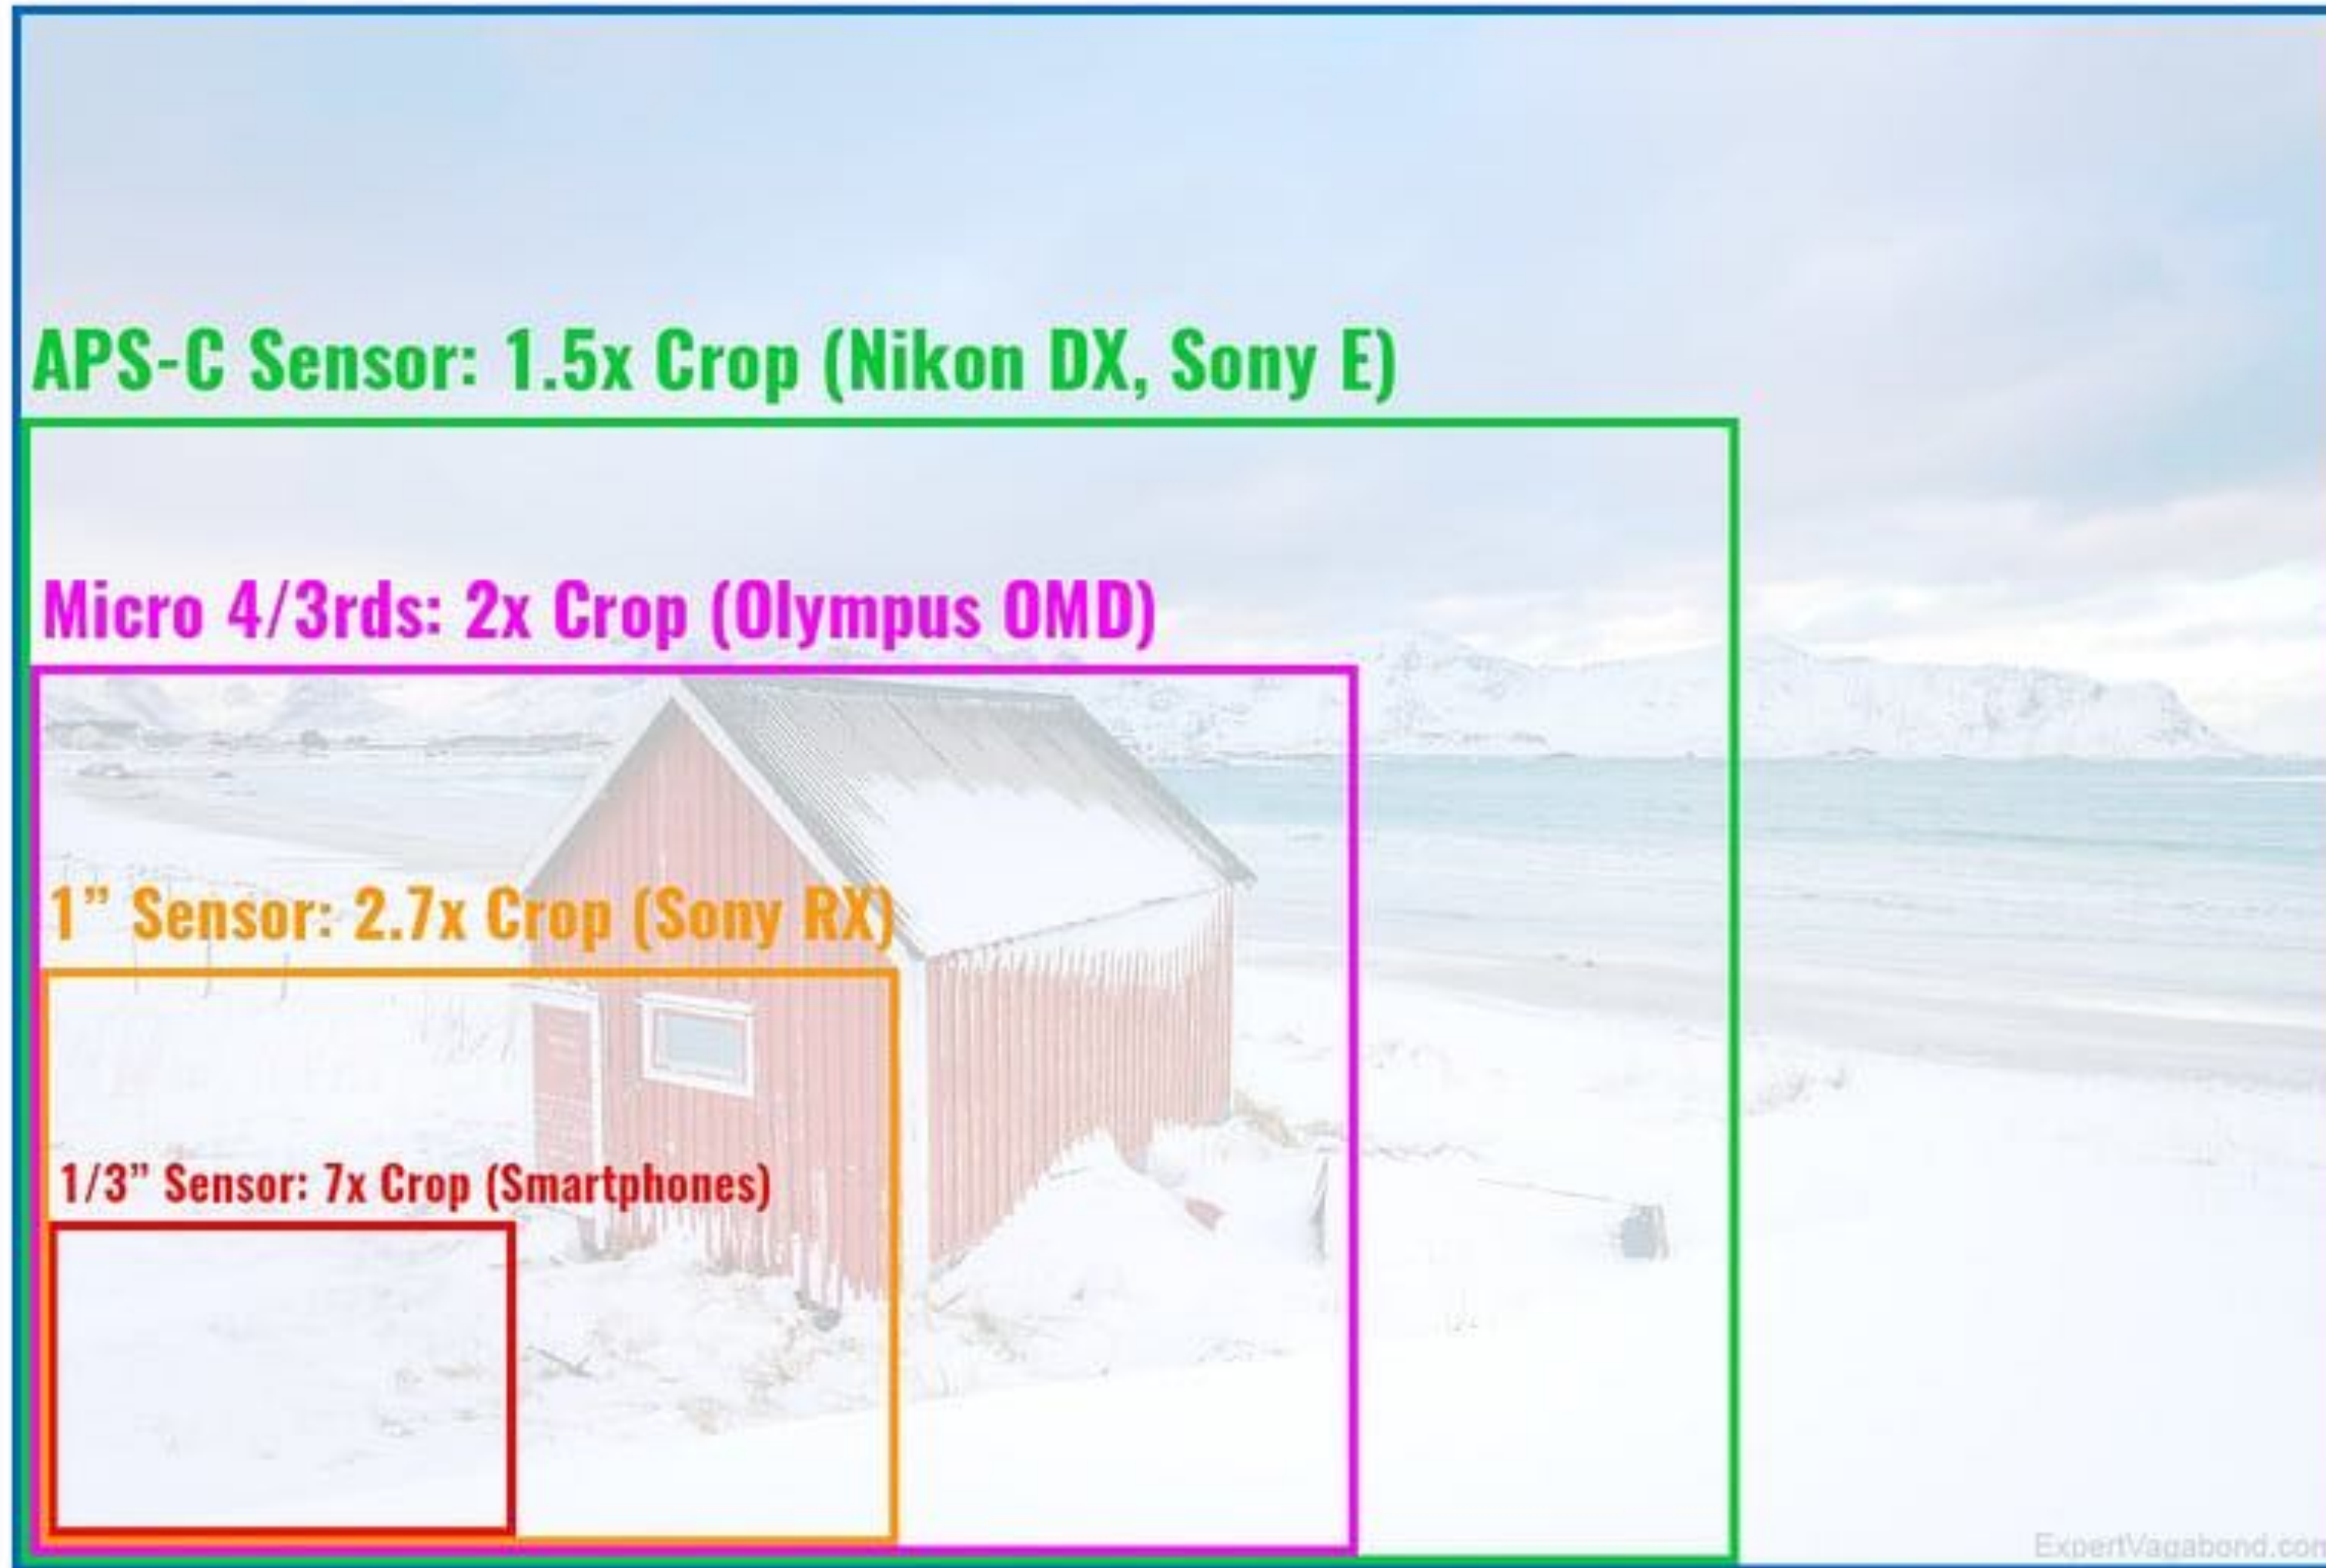 APS-C Sensor: 1.5x Crop (Nikon DX, Sony E)
Micro 4/3rds: 2x Crop (Olympus OMD)
1” Sensor: 2.7x Crop (Sony RX)
1/3” Sensor: 7x Crop (Smartphones)
ExpertVagabond.com